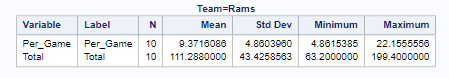 Team=Rams
Variable Label N Mean Std Dev Minimum Maximum
Per_Game Per_Game 10 9.3716086 4.8603960 4.8615385 22.1555556
Total Total 10 111.2880000 43.4258563 63.2000000 199.4000000